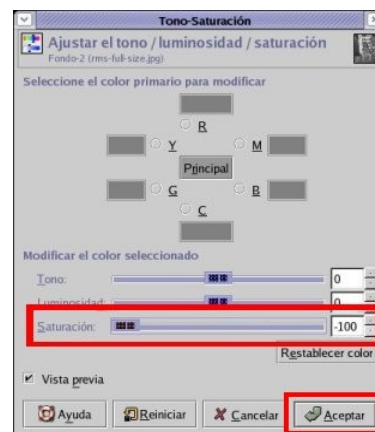 Tono-Saturación
Ajustar el tono / luminosidad / saturación
Fondo-2 (rms-full-size.jpg)
Seleccione el color primario para modificar
R
Y M
Principal
G B
C
Modificar el color seleccionado
Tono: 0
Luminosidad: 0
Saturación: -100
Restablecer color
Vista previa
Ayuda Reiniciar Cancelar Aceptar